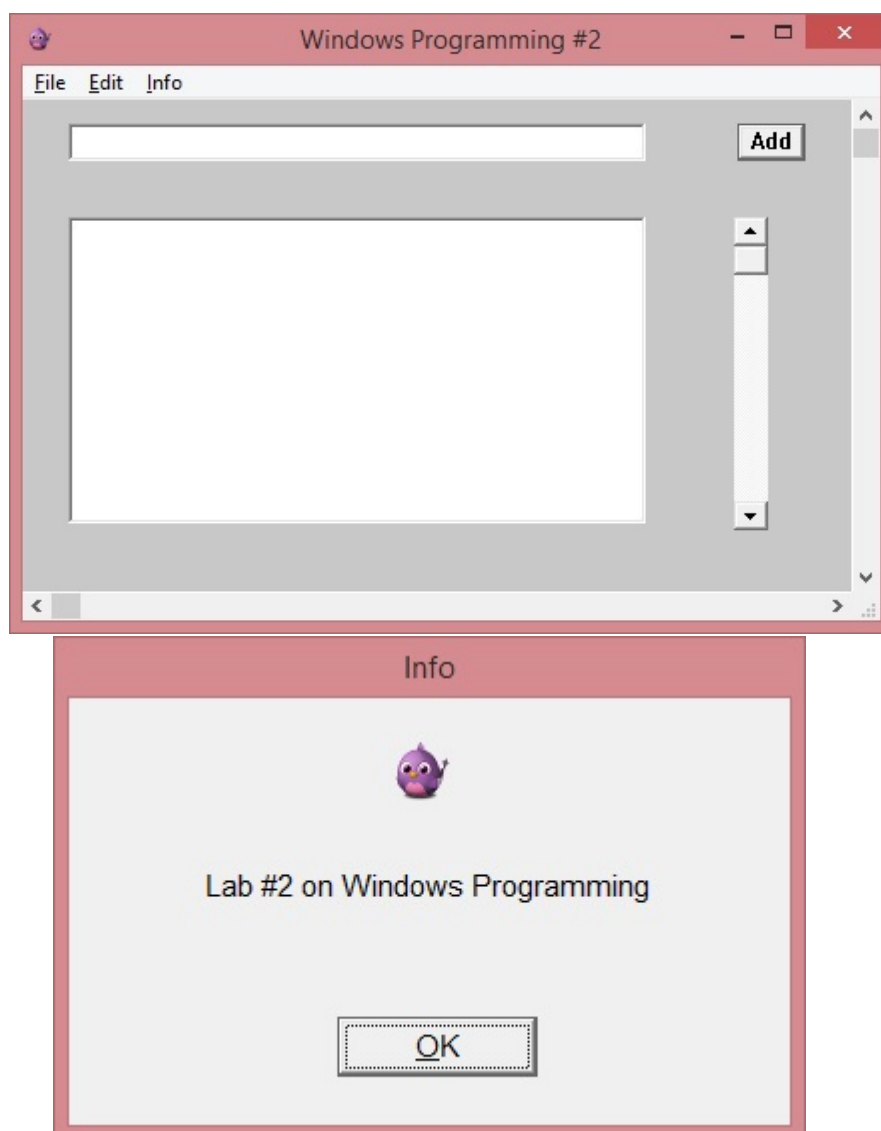 Windows Programming #2
File Edit Info
Add
Info
Lab #2 on Windows Programming
OK